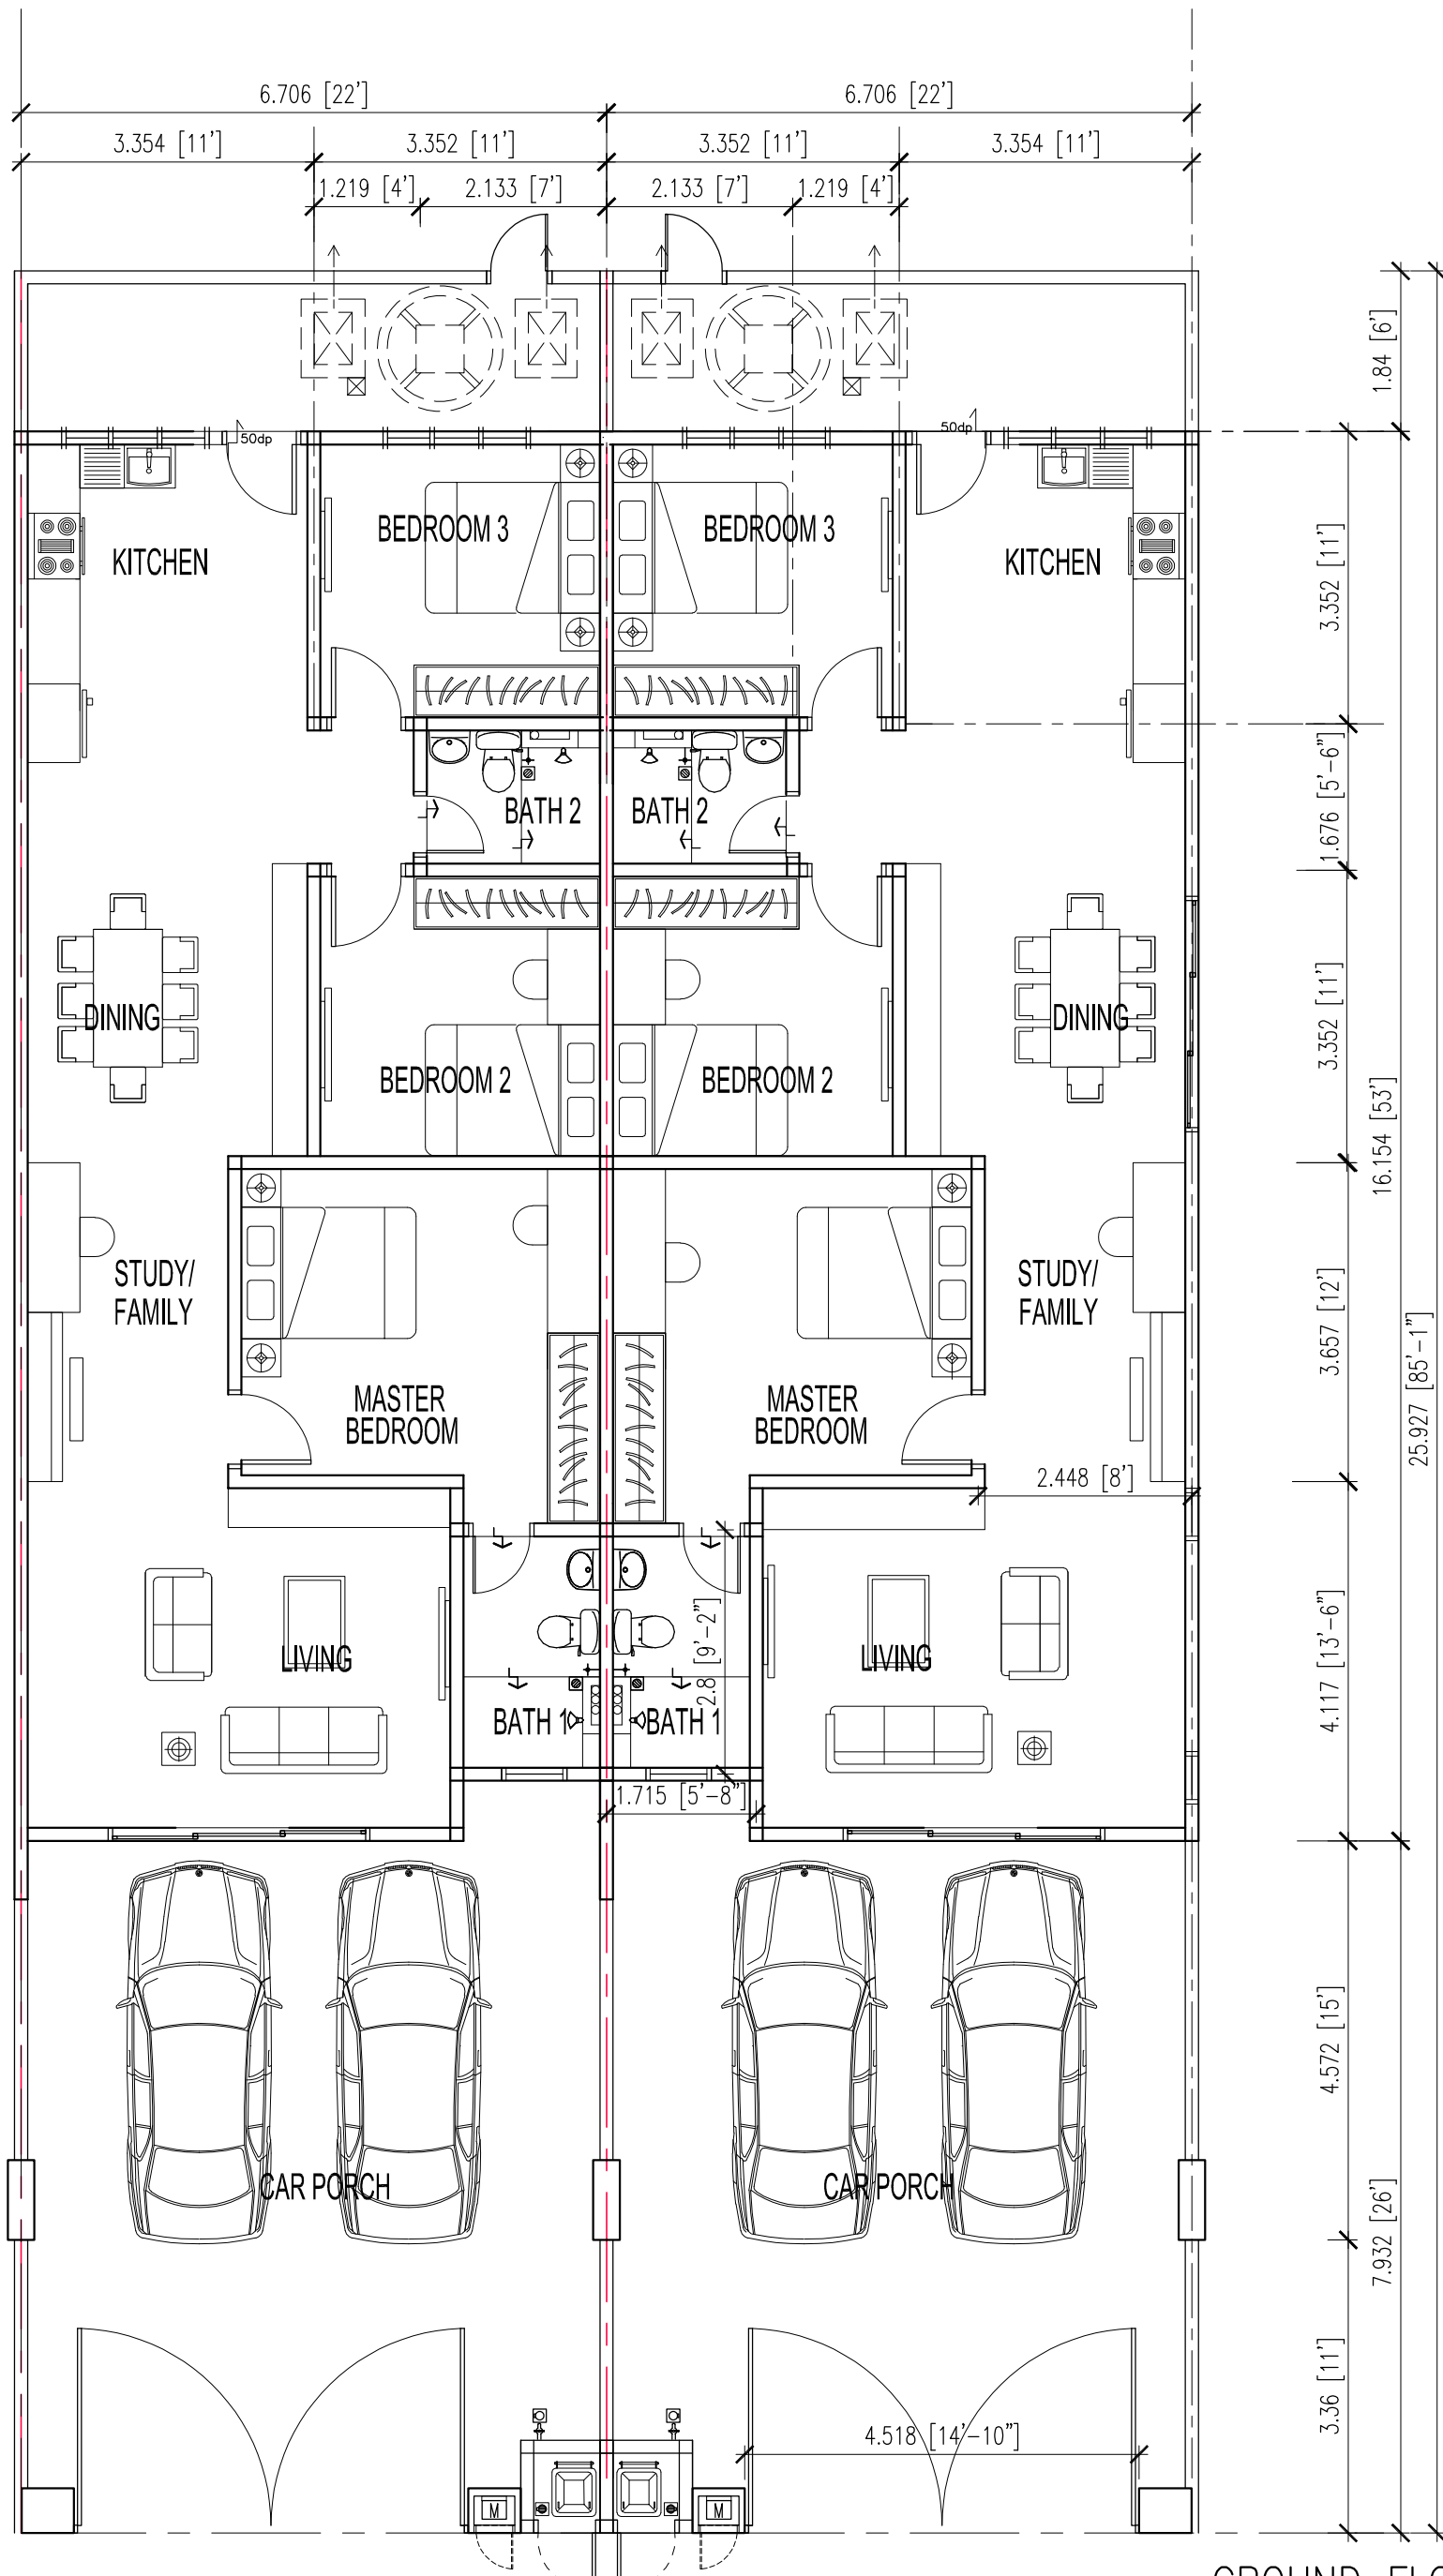 6.706 [22']
6.706 [22']
3.354 [11']
3.352 [11']
3.352 [11']
3.354 [11']
1.219 [4']
2.133 [7']
2.133 [7']
1.219 [4']
1.84 [6']
50dp
50dp
BEDROOM 3
BEDROOM 3
KITCHEN
KITCHEN
3.352 [11']
BATH 2
BATH 2
1.676 [5'-6"]
DINING
DINING
3.352 [11']
BEDROOM 2
BEDROOM 2
16.154 [53']
STUDY/
FAMILY
STUDY/
FAMILY
3.657 [12']
25.927 [85'-1"]
MASTER
BEDROOM
MASTER
BEDROOM
2.448 [8']
LIVING
LIVING
2.8 [9'-2"]
4.117 [13'-6"]
BATH 1
BATH 1
1.715 [5'-8"]
4.572 [15']
CAR PORCH
CAR PORCH
7.932 [26']
3.36 [11']
4.518 [14'-10"]
M
M